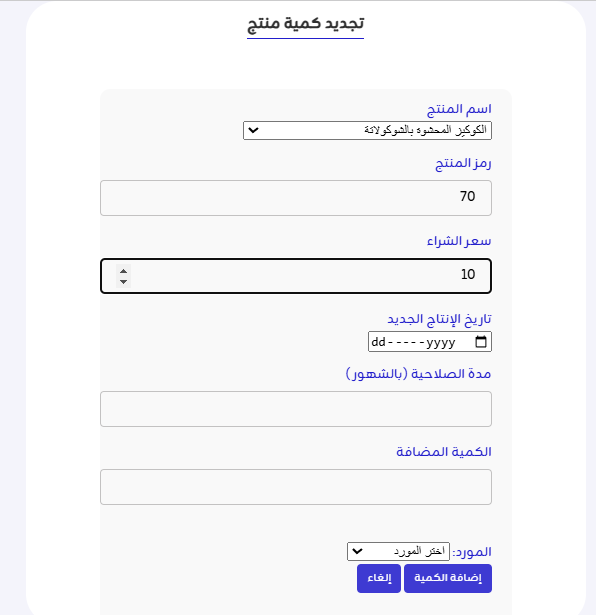 تجديد كمية منتج
اسم المنتج
الكوكيز المحشوة بالشوكولاتة
رمز المنتج
70
سعر الشراء
10
تاريخ الإنتاج الجديد
dd-----yyyy
مدة الصلاحية (بالشهور)
الكمية المضافة
المورد: اختر المورد
إضافة الكمية إلغاء